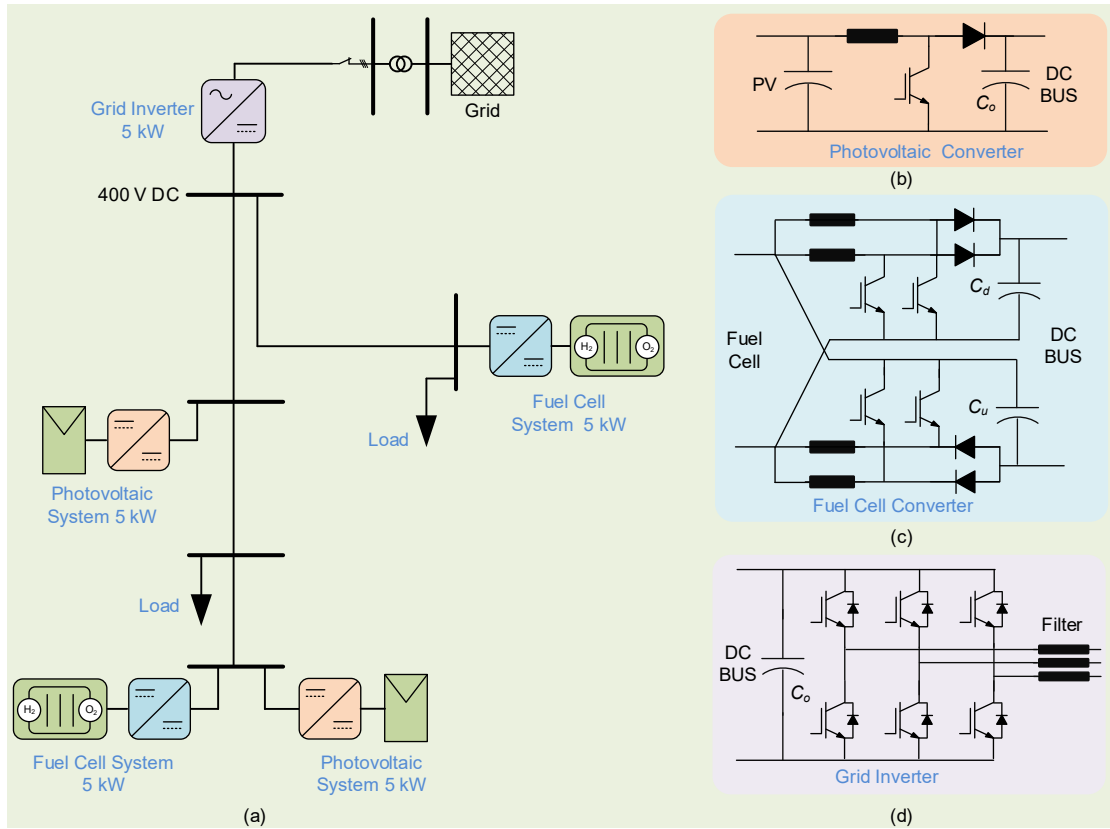 Grid Inverter
5 kW
Grid
400 V DC
H₂
O₂
Fuel Cell
System 5 kW
Load
Photovoltaic
System 5 kW
Load
H₂
O₂
Fuel Cell System
5 kW
Photovoltaic
System 5 kW
(a)
PV
Cₒ
DC
BUS
Photovoltaic Converter
(b)
Fuel
Cell
C_d
DC
BUS
C_u
Fuel Cell Converter
(c)
DC
BUS
Cₒ
Filter
Grid Inverter
(d)